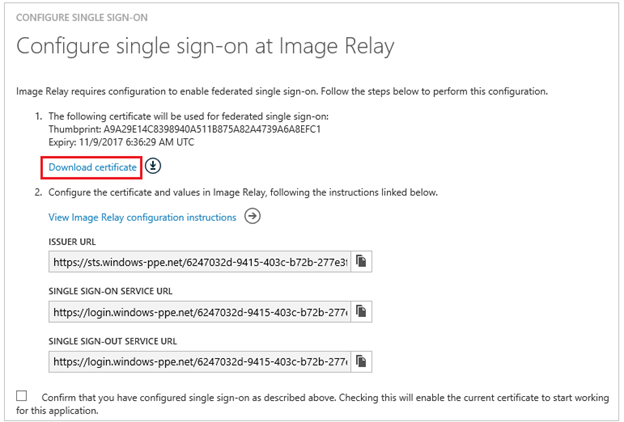 CONFIGURE SINGLE SIGN-ON
Configure single sign-on at Image Relay
Image Relay requires configuration to enable federated single sign-on. Follow the steps below to perform this configuration.
1. The following certificate will be used for federated single sign-on:
Thumbprint: A9A29E14C8398940A511B875A82A4739A6A8EFC1
Expiry: 11/9/2017 6:36:29 AM UTC
Download certificate
2. Configure the certificate and values in Image Relay, following the instructions linked below.
View Image Relay configuration instructions
ISSUER URL
https://sts.windows-ppe.net/6247032d-9415-403c-b72b-277e3f
SINGLE SIGN-ON SERVICE URL
https://login.windows-ppe.net/6247032d-9415-403c-b72b-277e
SINGLE SIGN-OUT SERVICE URL
https://login.windows-ppe.net/6247032d-9415-403c-b72b-277e
Confirm that you have configured single sign-on as described above. Checking this will enable the current certificate to start working
for this application.